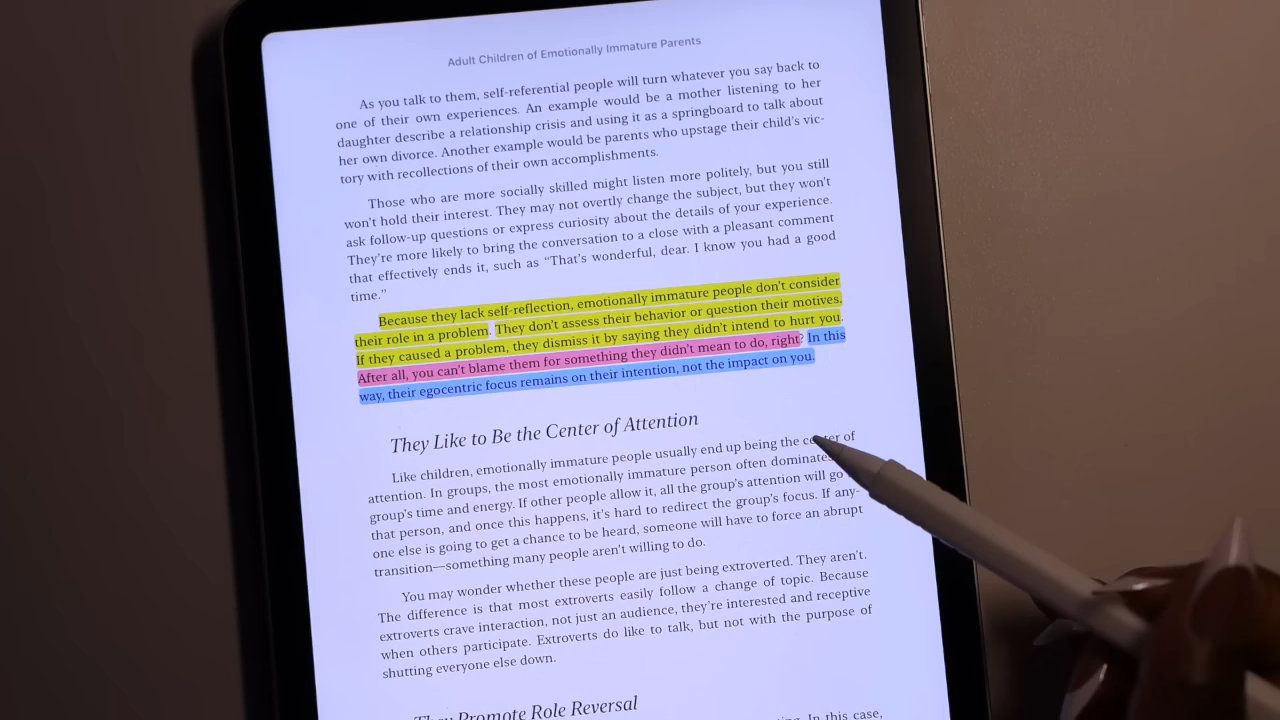 Adult Children of Emotionally Immature Parents
As you talk to them, self-referential people will turn whatever you say back to
one of their own experiences. An example would be a mother listening to her
daughter describe a relationship crisis and using it as a springboard to talk about
her own divorce. Another example would be parents who upstage their child's vic-
tory with recollections of their own accomplishments.
Those who are more socially skilled might listen more politely, but you still
won't hold their interest. They may not overtly change the subject, but they won't
ask follow-up questions or express curiosity about the details of your experience.
They're more likely to bring the conversation to a close with a pleasant comment
that effectively ends it, such as “That's wonderful, dear. I know you had a good
time.”
Because they lack self-reflection, emotionally immature people don't consider
their role in a problem. They don't assess their behavior or question their motives.
If they caused a problem, they dismiss it by saying they didn't intend to hurt you.
After all, you can't blame them for something they didn't mean to do, right? In this
way, their egocentric focus remains on their intention, not the impact on you.
They Like to Be the Center of Attention
Like children, emotionally immature people usually end up being the center of
attention. In groups, the most emotionally immature person often dominates
group's time and energy. If other people allow it, all the group's attention will go
that person, and once this happens, it's hard to redirect the group's focus. If any-
one else is going to get a chance to be heard, someone will have to force an abrupt
transition—something many people aren't willing to do.
You may wonder whether these people are just being extroverted. They aren't.
The difference is that most extroverts easily follow a change of topic. Because
extroverts crave interaction, not just an audience, they're interested and receptive
when others participate. Extroverts do like to talk, but not with the purpose of
shutting everyone else down.
They Promote Role Reversal
In this case,